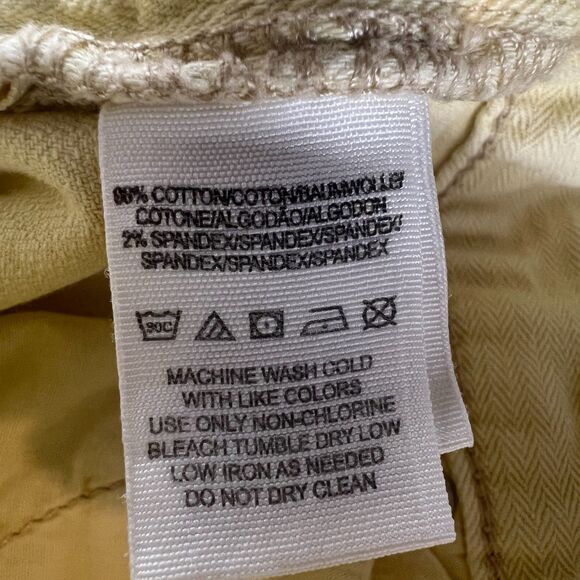 COTTON/COTON/BAUMWOLLE/
COTONE/ALGODÃO/ALGODON
2% SPANDEX/SPANDEX/SPANDEX/
SPANDEX/SPANDEX/SPANDEX
30C
MACHINE WASH COLD
WITH LIKE COLORS
USE ONLY NON-CHLORINE
BLEACH TUMBLE DRY LOW
LOW IRON AS NEEDED
DO NOT DRY CLEAN